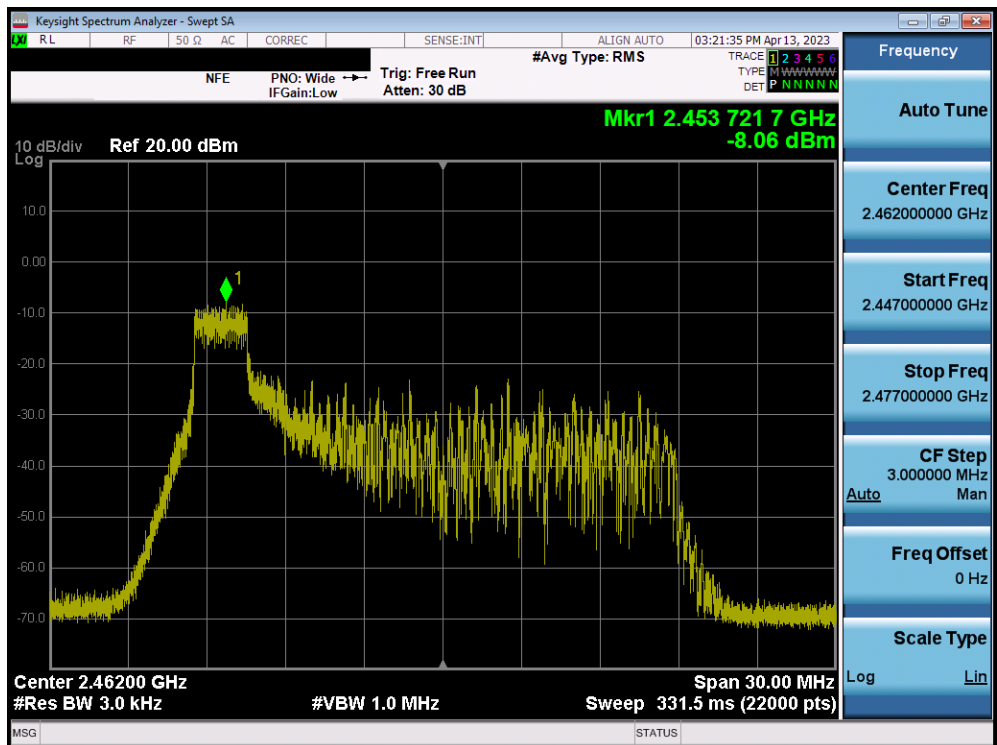 Keysight Spectrum Analyzer - Swept SA
LXI RL RF 50 Ω AC CORREC SENSE:INT ALIGN AUTO 03:21:35 PM Apr 13, 2023
NFE PNO: Wide Trig: Free Run #Avg Type: RMS TRACE 1 2 3 4 5 6
IFGain:Low Atten: 30 dB TYPE M WWWWW
DET P N N N N N
Mkr1 2.453 721 7 GHz
-8.06 dBm
10 dB/div Ref 20.00 dBm
Log
10.0
0.00
-10.0
-20.0
-30.0
-40.0
-50.0
-60.0
-70.0
1
Center 2.46200 GHz Span 30.00 MHz
#Res BW 3.0 kHz #VBW 1.0 MHz Sweep 331.5 ms (22000 pts)
MSG STATUS
Frequency
Auto Tune
Center Freq
2.462000000 GHz
Start Freq
2.447000000 GHz
Stop Freq
2.477000000 GHz
CF Step
3.000000 MHz
Auto Man
Freq Offset
0 Hz
Scale Type
Log Lin